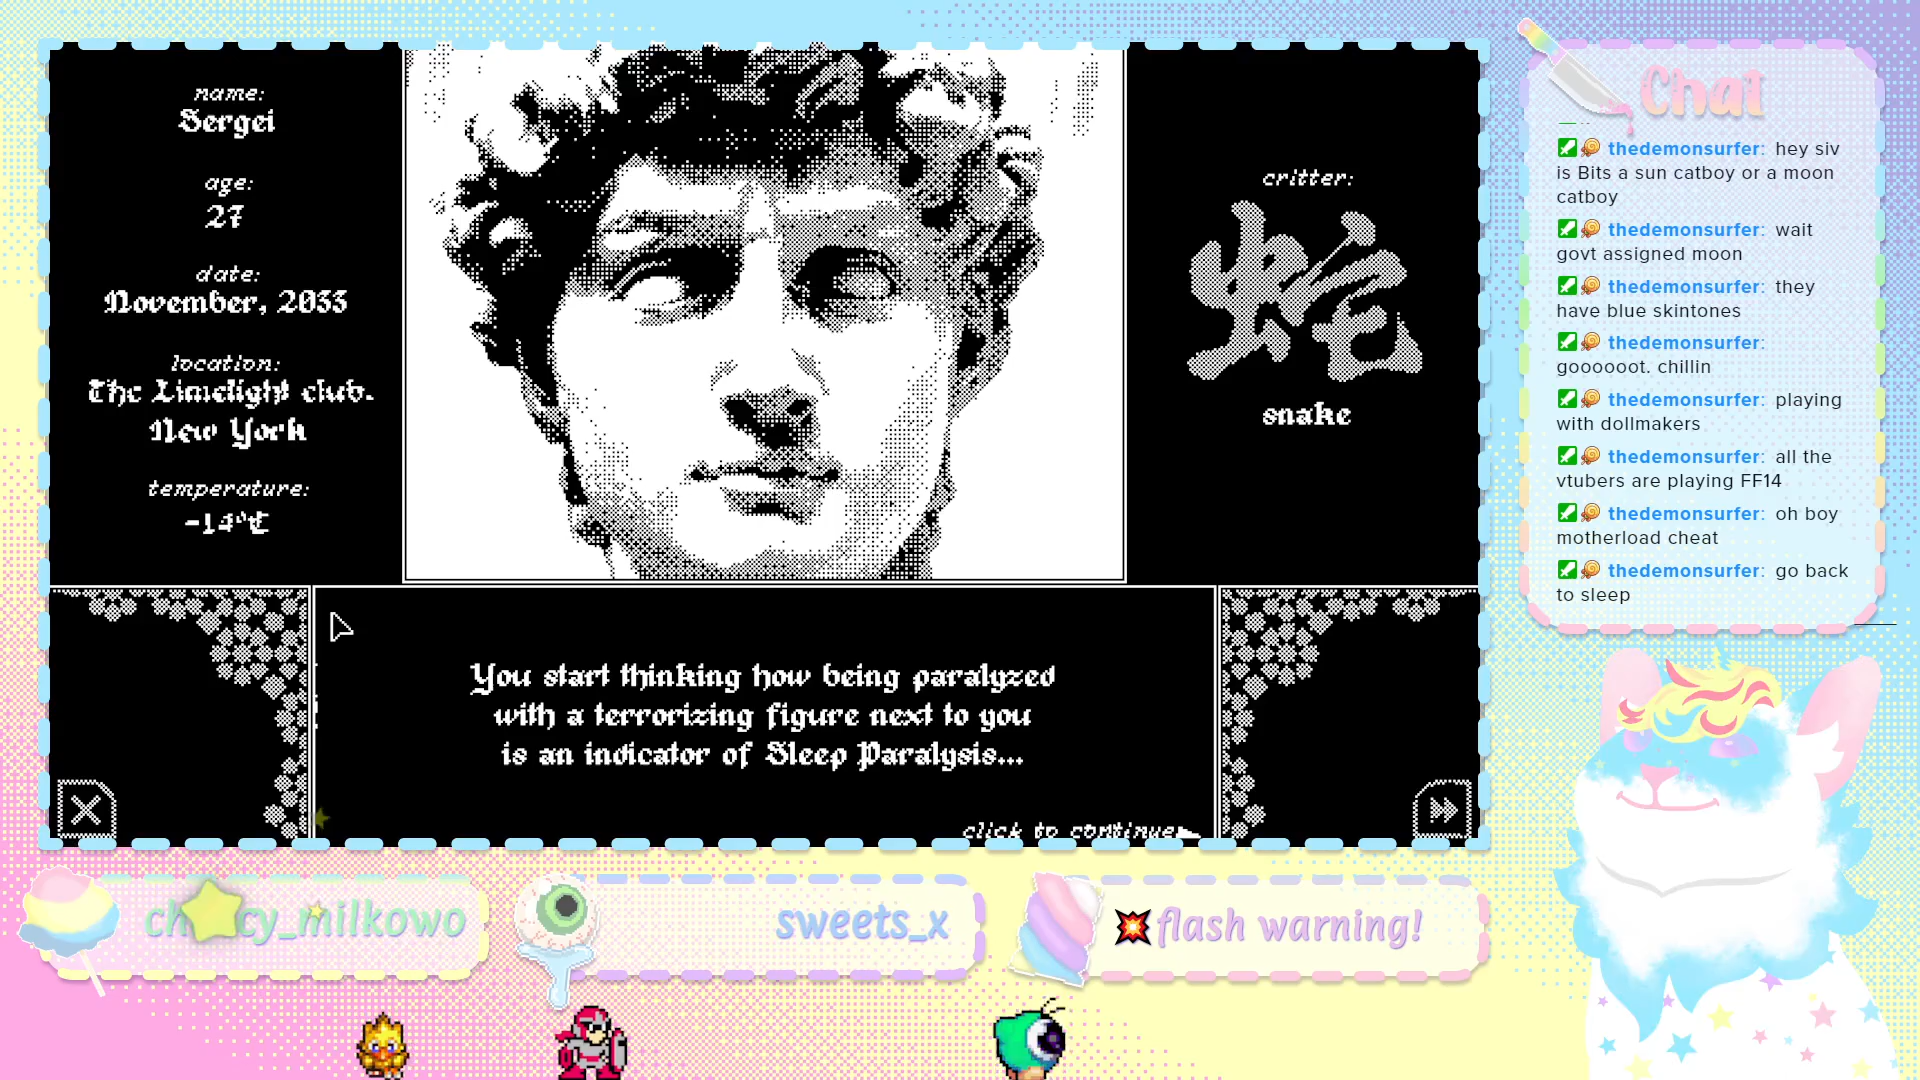 name:
Sergei
age:
27
date:
November, 2033
location:
The Limelight club.
New York
temperature:
-14°C
critter:
蛇
snake
You start thinking how being paralyzed
with a terrorizing figure next to you
is an indicator of Sleep Paralysis...
click to continue
Chat
thedemonsurfer: hey siv
is Bits a sun catboy or a moon
catboy
thedemonsurfer: wait
govt assigned moon
thedemonsurfer: they
have blue skintones
thedemonsurfer:
goooooot. chillin
thedemonsurfer: playing
with dollmakers
thedemonsurfer: all the
vtubers are playing FF14
thedemonsurfer: oh boy
motherload cheat
thedemonsurfer: go back
to sleep
sweets_x
flash warning!